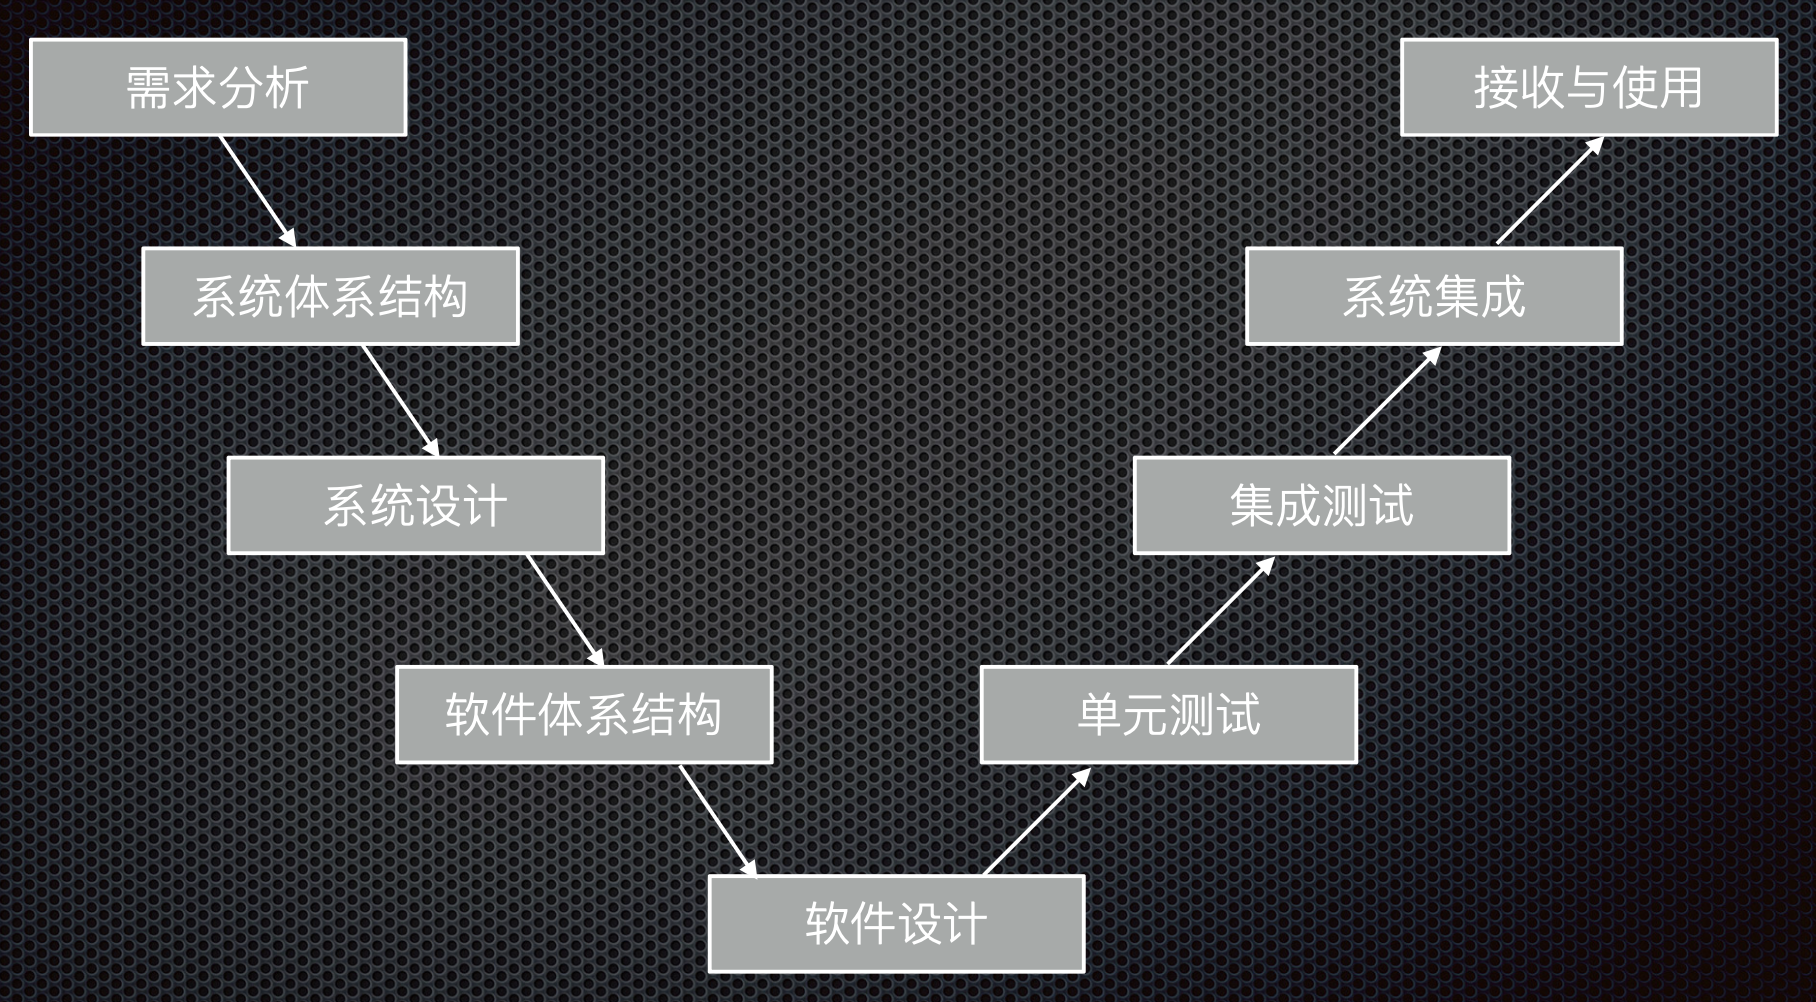 需求分析
接收与使用
系统体系结构
系统集成
系统设计
集成测试
软件体系结构
单元测试
软件设计